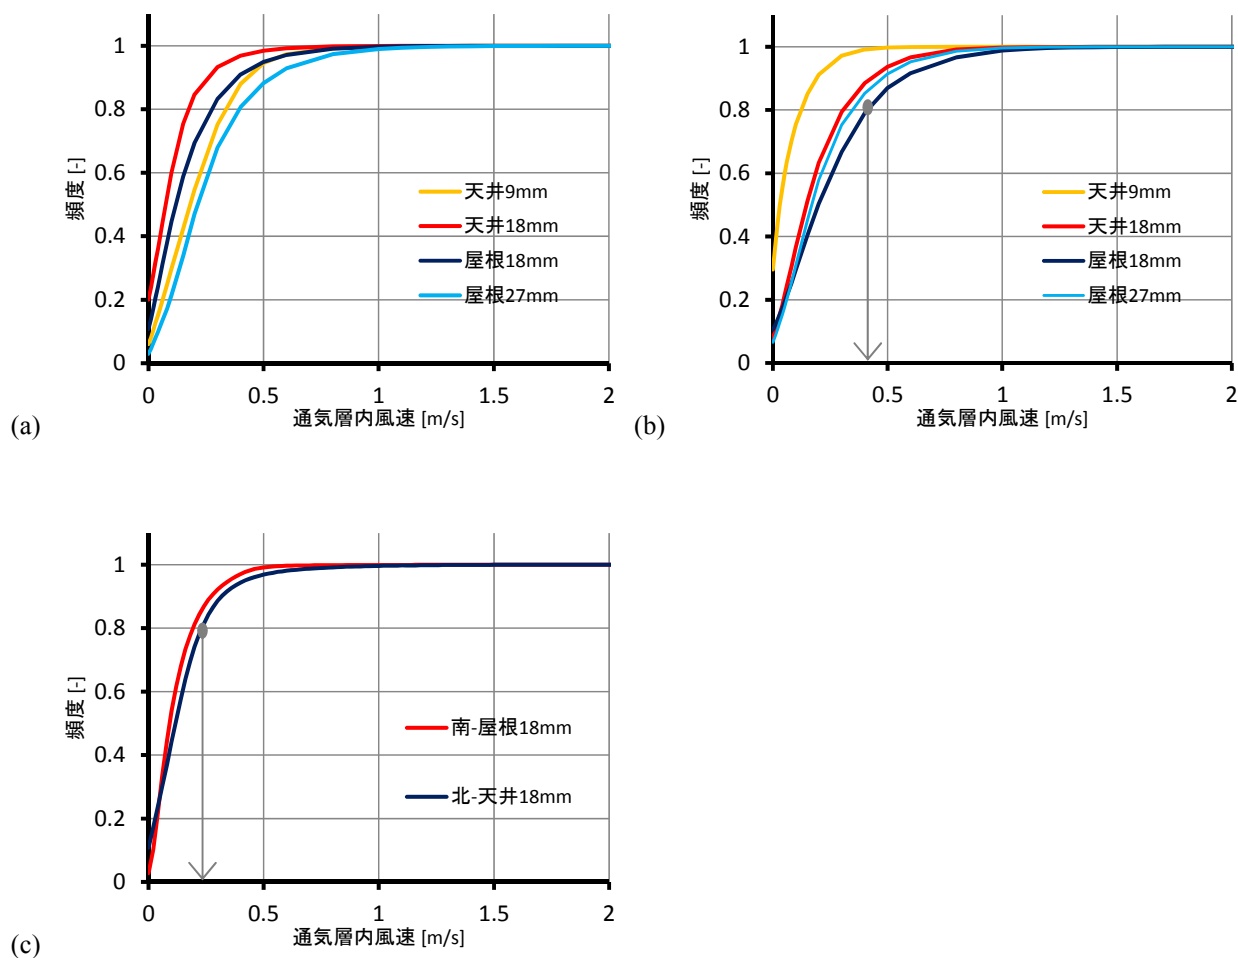 1
0.8
0.6
0.4
0.2
0
頻度 [-]
天井9mm
天井18mm
屋根18mm
屋根27mm
0 0.5 1 1.5 2
通気層内風速 [m/s]
(a)
1
0.8
0.6
0.4
0.2
0
頻度 [-]
天井9mm
天井18mm
屋根18mm
屋根27mm
0 0.5 1 1.5 2
通気層内風速 [m/s]
(b)
1
0.8
0.6
0.4
0.2
0
頻度 [-]
南-屋根18mm
北-天井18mm
0 0.5 1 1.5 2
通気層内風速 [m/s]
(c)